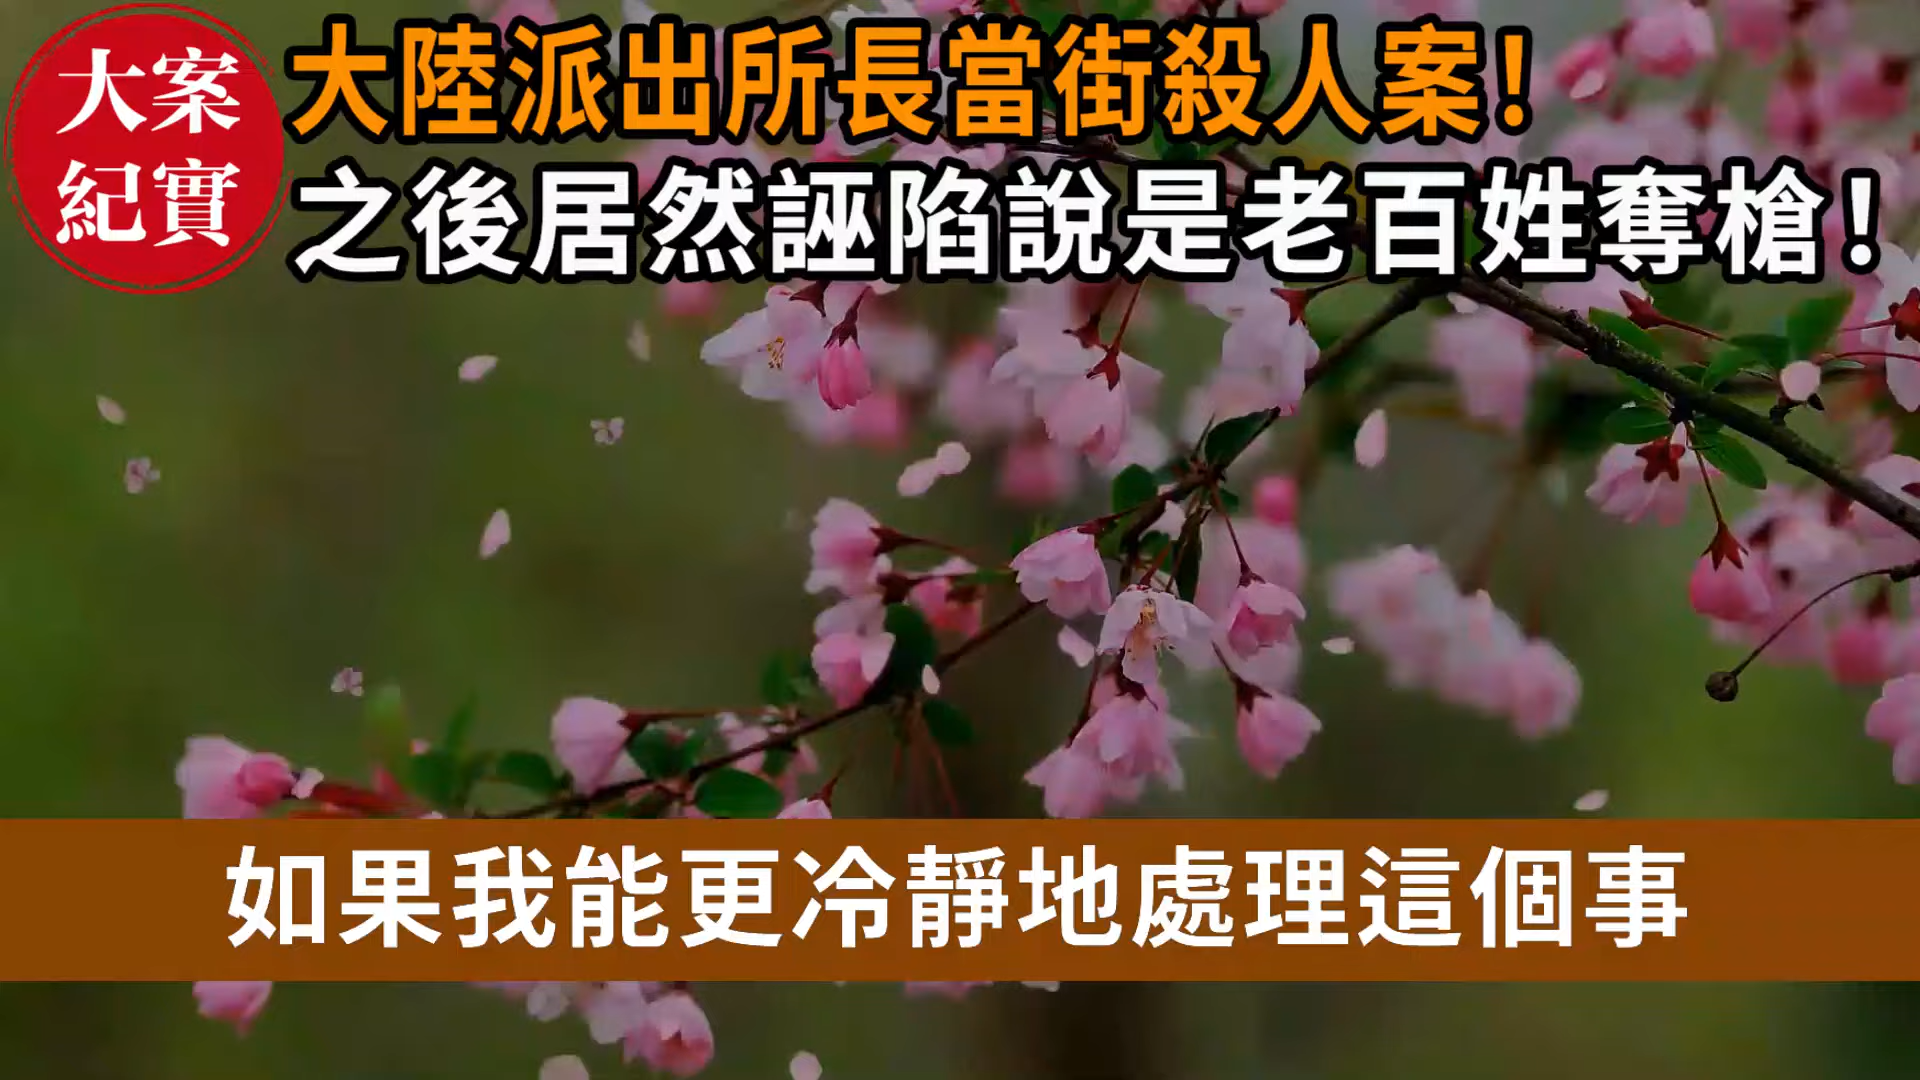 大案
紀實
大陸派出所長當街殺人案！
之後居然誣陷說是老百姓奪槍！
如果我能更冷靜地處理這個事